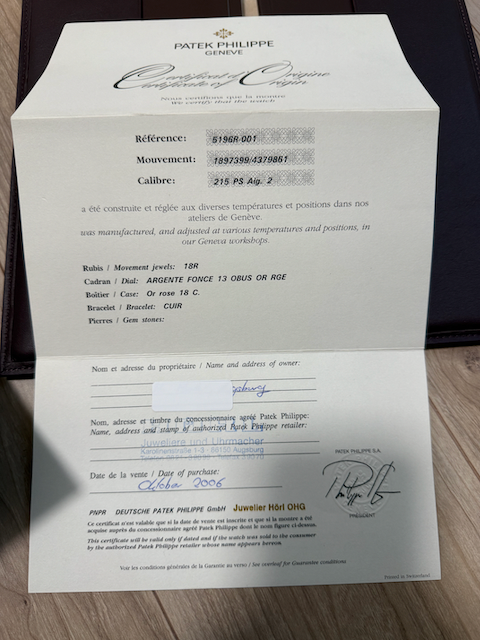 PATEK PHILIPPE
GENEVE
Certificat d'Origine
Certificate of Origin
Nous certifions que la montre
We certify that the watch
Référence: 5196R-001
Mouvement: 1897399/4379861
Calibre: 215 PS Aig. 2
a été construite et réglée aux diverses températures et positions dans nos
ateliers de Genève.
was manufactured, and adjusted at various temperatures and positions, in
our Geneva workshops.
Rubis / Movement jewels: 18R
Cadran / Dial: ARGENTE FONCE 13 OBUS OR RGE
Boîtier / Case: Or rose 18 C.
Bracelet / Bracelet: CUIR
Pierres / Gem stones:
Nom et adresse du propriétaire / Name and address of owner:
Nom, adresse et timbre du concessionnaire agréé Patek Philippe:
Name, address and stamp of authorized Patek Philippe retailer:
Juweliere und Uhrmacher
Karolinenstraße 1-3 · 86150 Augsburg
Date de la vente / Date of purchase:
Oktober 2006
PATEK PHILIPPE S.A.
PRESIDENT
PNPR DEUTSCHE PATEK PHILIPPE GmbH Juwelier Hörl OHG
Ce certificat n'est valable que si la date de vente est inscrite et que si la montre a été
acquise auprès du concessionnaire agréé Patek Philippe dont le nom figure ci-dessus.
This certificate will be valid only if dated and if the watch was sold to the consumer
by the authorized Patek Philippe retailer whose name appears hereon.
Voir les conditions générales de la Garantie au verso / See overleaf for Guarantee conditions
Printed in Switzerland